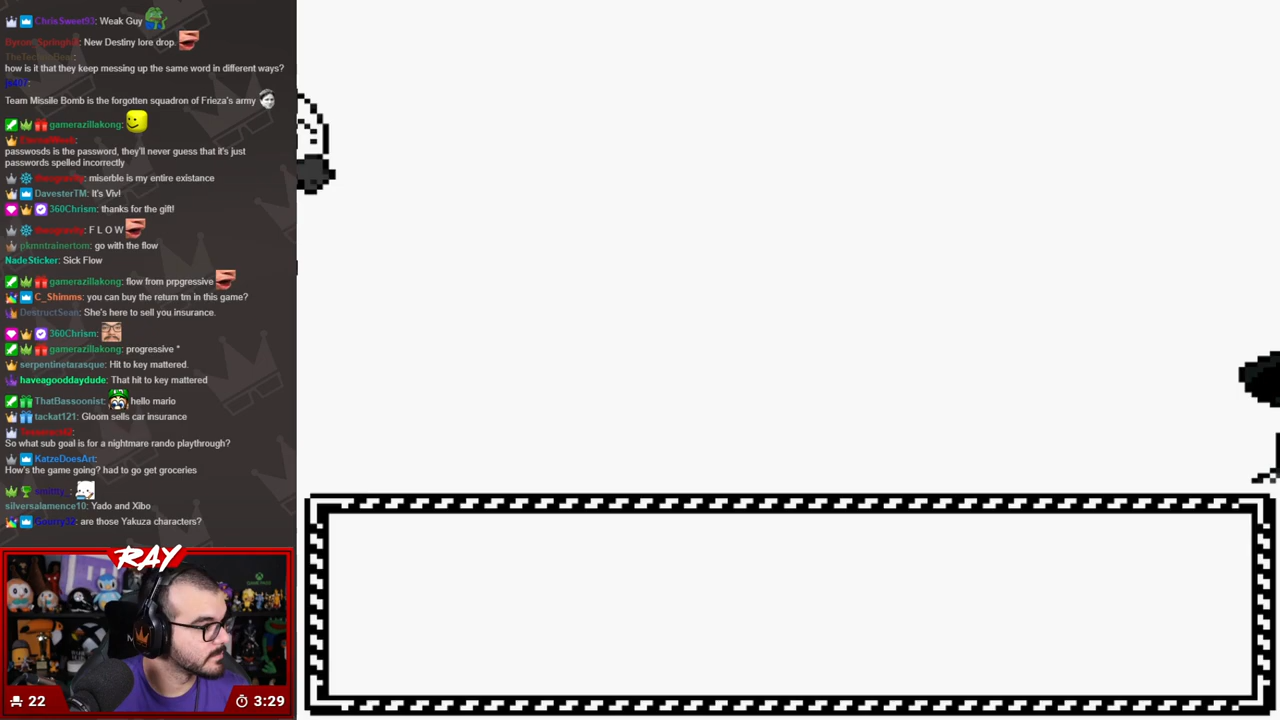 ChrisSweet93: Weak Guy
Byron_Springhill: New Destiny lore drop.
how is it that they keep messing up the same word in different ways?
Team Missile Bomb is the forgotten squadron of Frieza's army
gamerazillakong:
passwosds is the password, they'll never guess that it's just
passwords spelled incorrectly
miserble is my entire existance
DavesterTM: It's Viv!
360Chrism: thanks for the gift!
F L O W
pkmntrainertom: go with the flow
NadeSticker: Sick Flow
gamerazillakong: flow from prpgressive
C_Shimms: you can buy the return tm in this game?
DestructSean: She's here to sell you insurance.
360Chrism:
gamerazillakong: progressive *
serpentinetarasque: Hit to key mattered.
haveagooddaydude: That hit to key mattered
ThatBassoonist: hello mario
tackat121: Gloom sells car insurance
So what sub goal is for a nightmare rando playthrough?
KatzeDoesArt:
How's the game going? had to go get groceries
silversalamence10: Yado and Xibo
are those Yakuza characters?
RAY
22
3:29